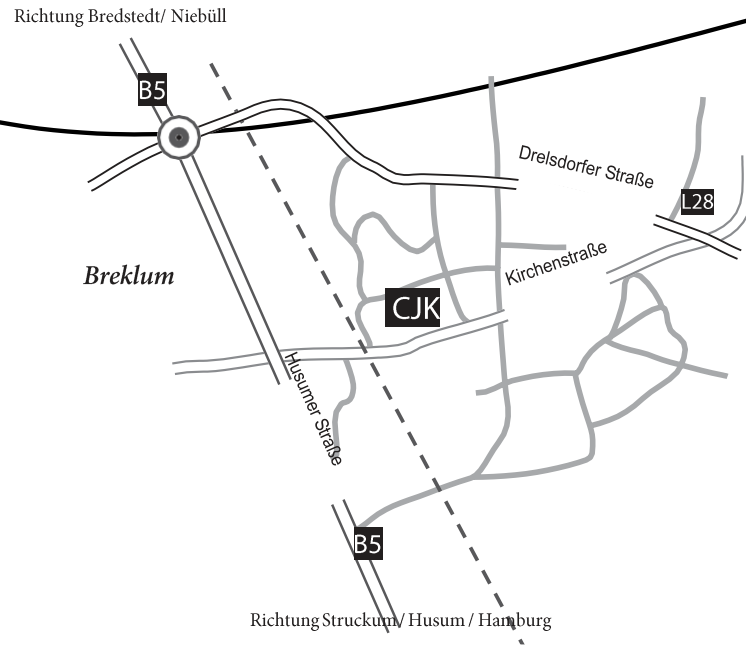 Richtung Bredstedt/ Niebüll
B5
Drelsdorfer Straße
L28
Kirchenstraße
Breklum
CJK
Husumer Straße
B5
Richtung Struckum/ Husum / Hamburg